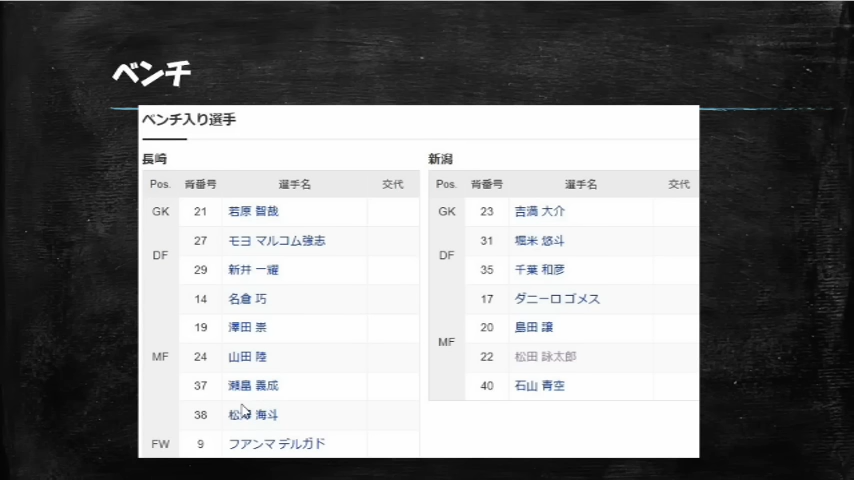 ベンチ
ベンチ入り選手
長崎
Pos. 背番号 選手名 交代
GK 21 若原 智哉
DF 27 モヨ マルコム強志
29 新井 一耀
MF 14 名倉 巧
19 澤田 崇
24 山田 陸
37 瀬畠 義成
38 海斗
FW 9 フアンマ デルガド
新潟
Pos. 背番号 選手名 交代
GK 23 吉満 大介
DF 31 堀米 悠斗
35 千葉 和彦
MF 17 ダニーロ ゴメス
20 島田 譲
22 松田 詠太郎
40 石山 青空